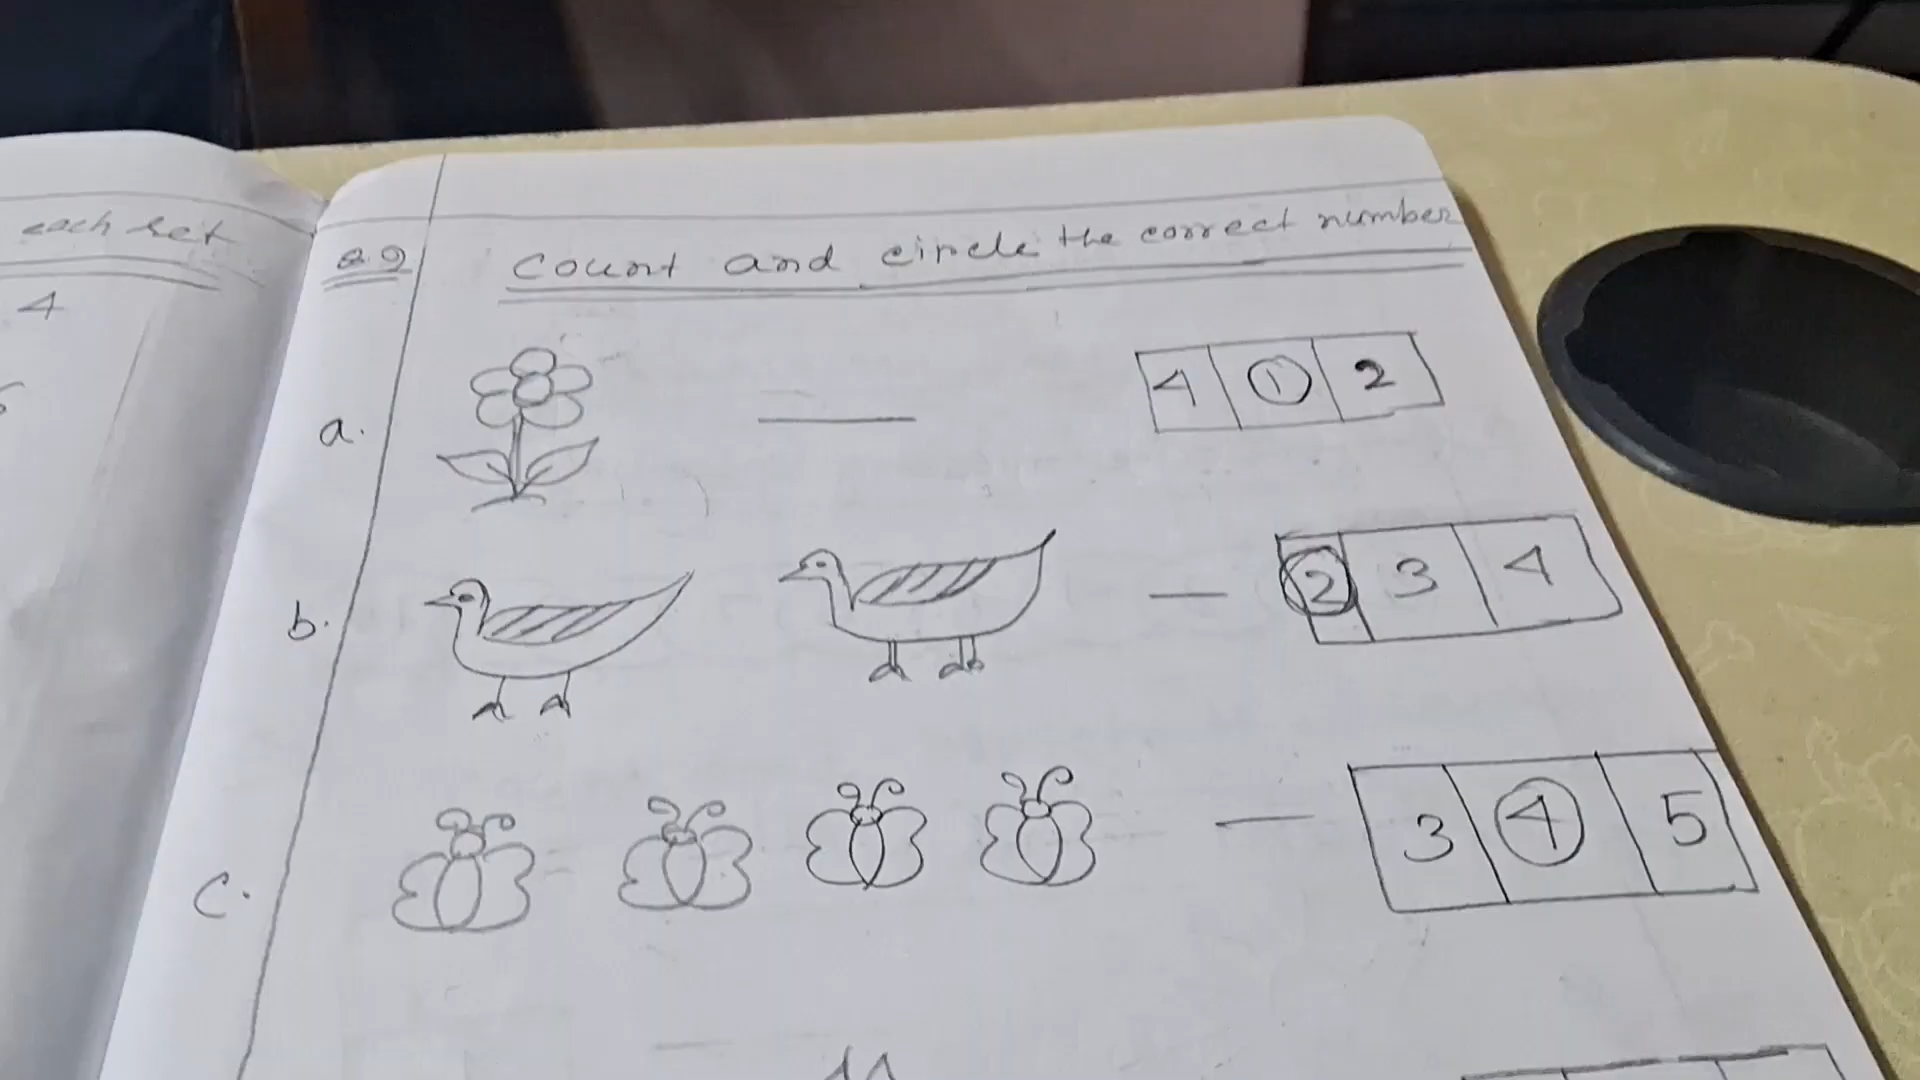 each set
4
Q.9 Count and circle the correct number
a. — 4 1 2
b. — 2 3 4
c. — 3 4 5